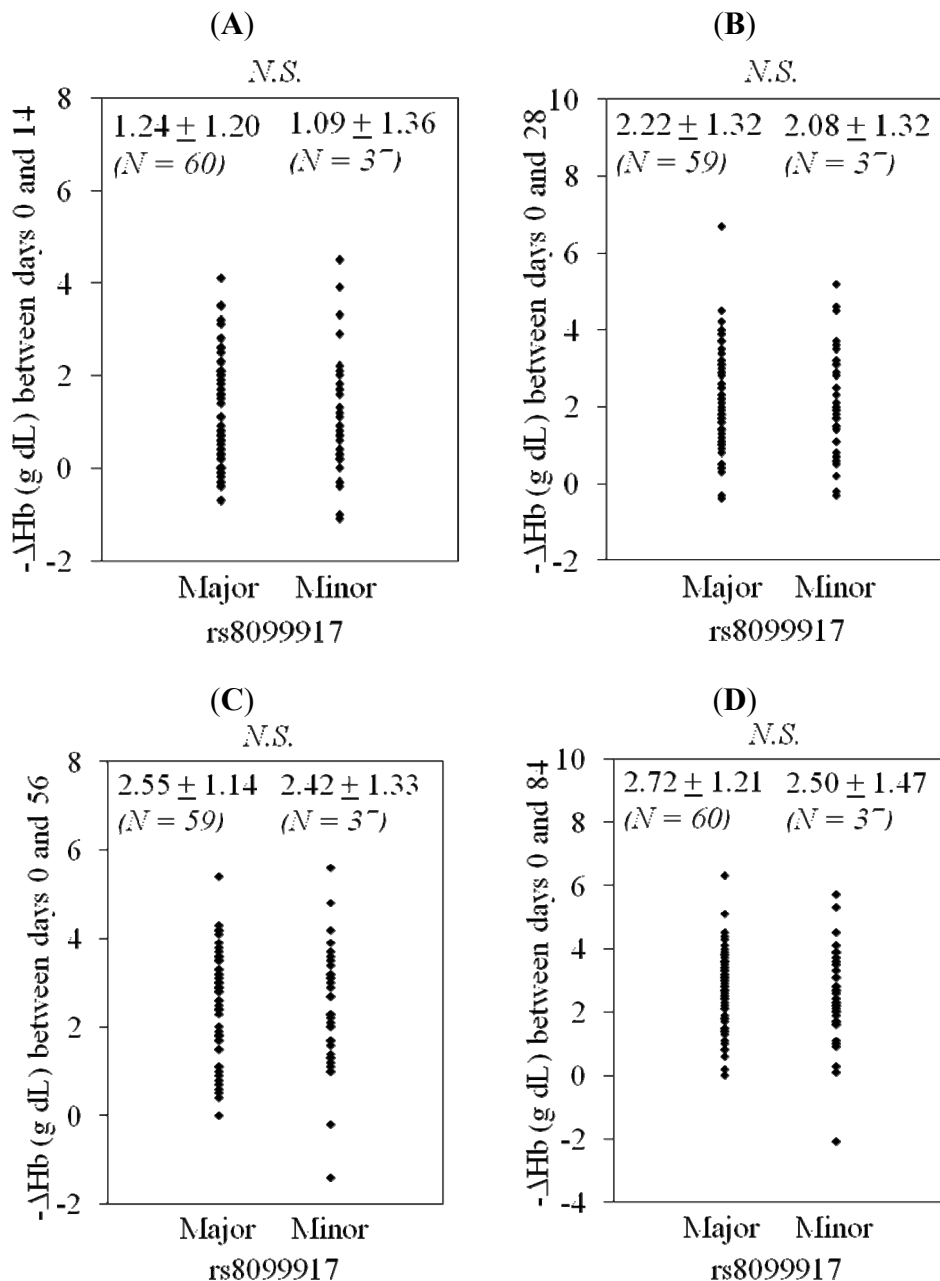 (A)
N.S.
-ΔHb (g dL) between days 0 and 14
8
6
4
2
0
-2
1.24 ± 1.20
(N = 60)
1.09 ± 1.36
(N = 37)
Major
Minor
rs8099917
(B)
N.S.
-ΔHb (g dL) between days 0 and 28
10
8
6
4
2
0
-2
2.22 ± 1.32
(N = 59)
2.08 ± 1.32
(N = 37)
Major
Minor
rs8099917
(C)
N.S.
-ΔHb (g dL) between days 0 and 56
8
6
4
2
0
-2
2.55 ± 1.14
(N = 59)
2.42 ± 1.33
(N = 37)
Major
Minor
rs8099917
(D)
N.S.
-ΔHb (g dL) between days 0 and 84
10
8
6
4
2
0
-2
-4
2.72 ± 1.21
(N = 60)
2.50 ± 1.47
(N = 37)
Major
Minor
rs8099917